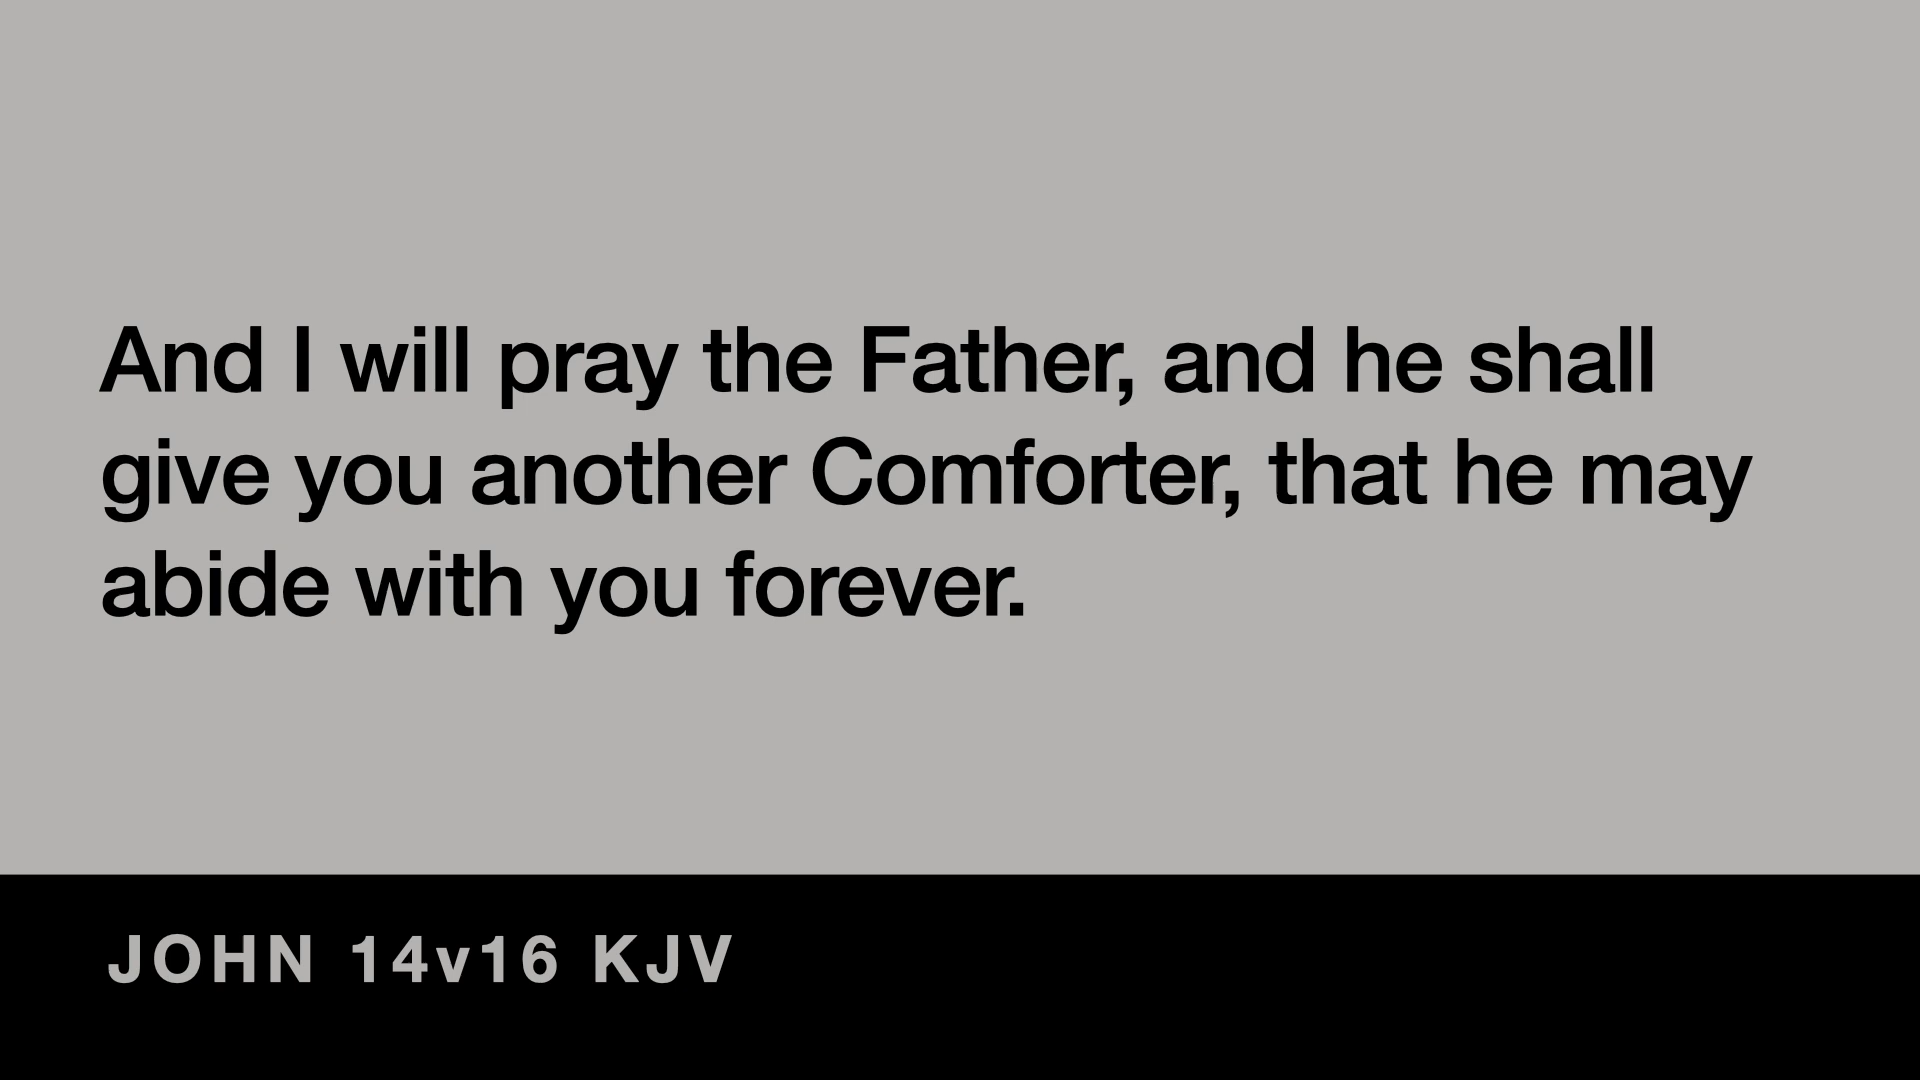 And I will pray the Father, and he shall
give you another Comforter, that he may
abide with you forever.
JOHN 14v16 KJV